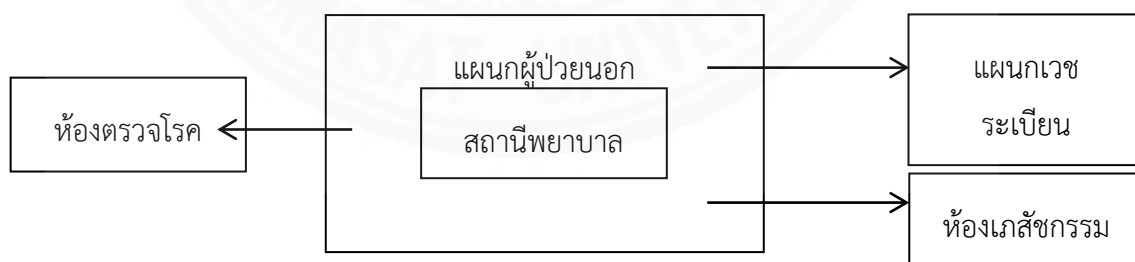 แผนกผู้ป่วยนอก
สถานีพยาบาล
ห้องตรวจโรค
แผนกเวช
ระเบียน
ห้องเภสัชกรรม